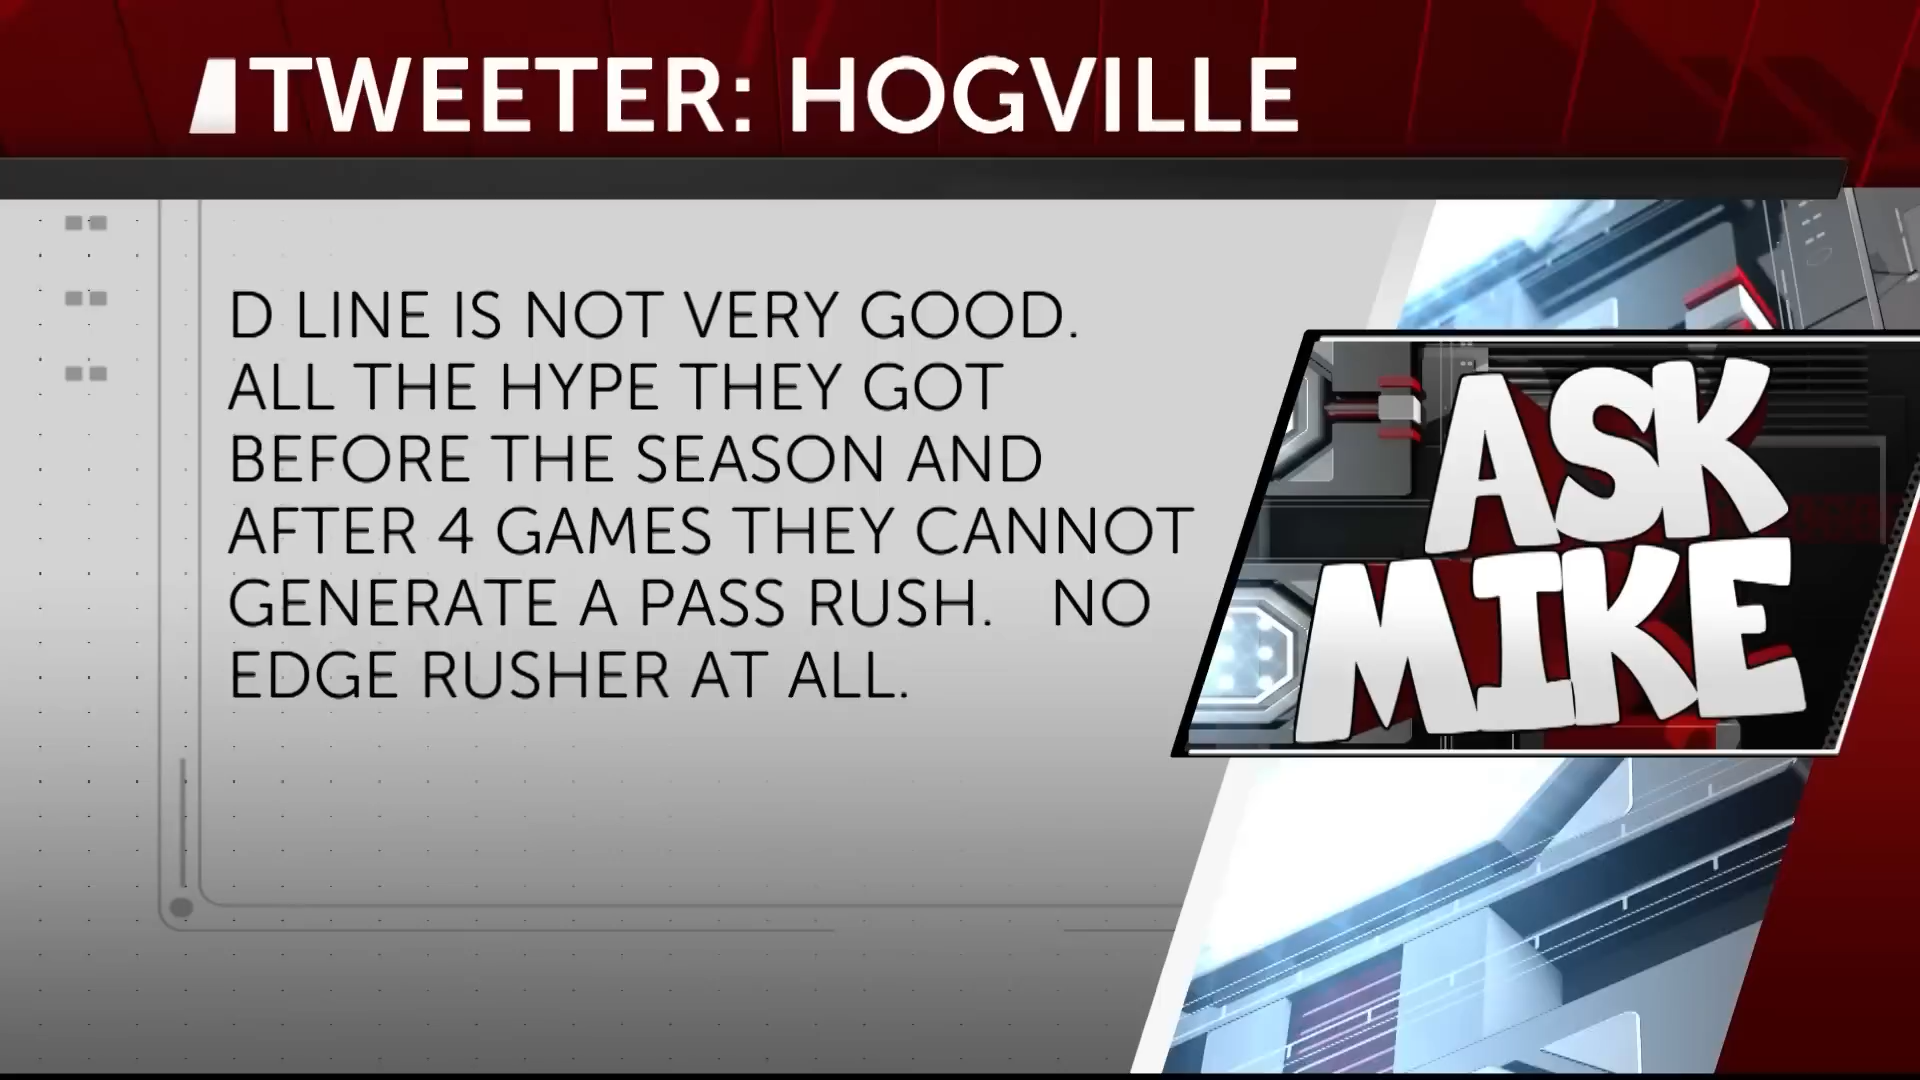 TWEETER: HOGVILLE
D LINE IS NOT VERY GOOD.
ALL THE HYPE THEY GOT
BEFORE THE SEASON AND
AFTER 4 GAMES THEY CANNOT
GENERATE A PASS RUSH. NO
EDGE RUSHER AT ALL.
ASK
MIKE